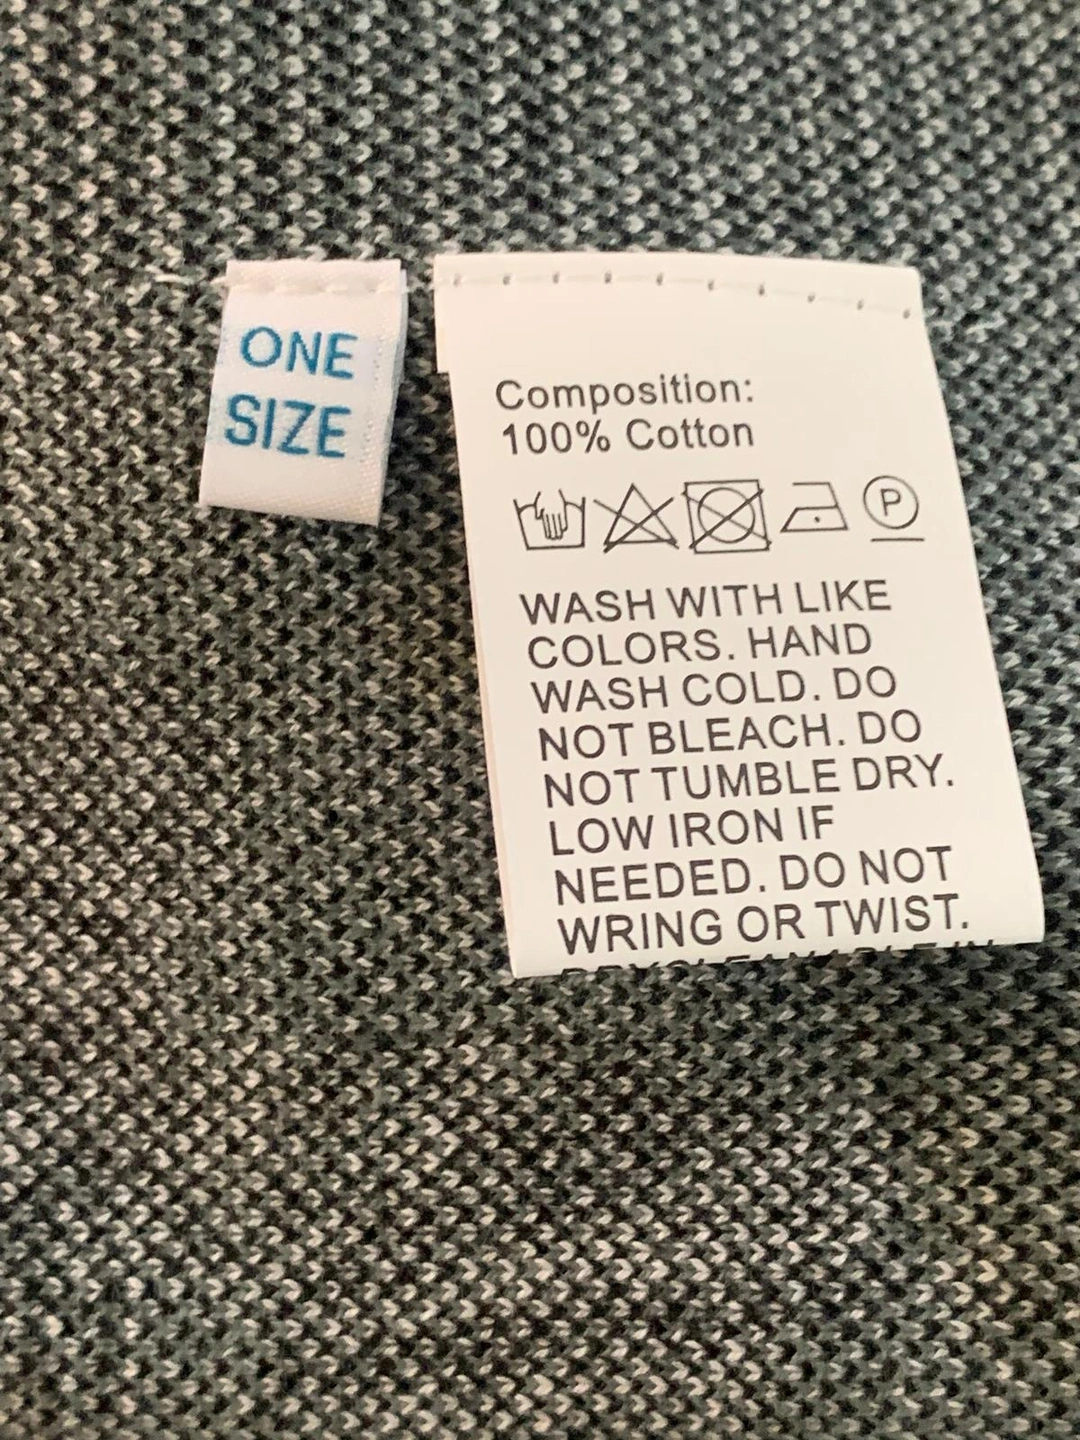 ONE
SIZE
Composition:
100% Cotton
P
WASH WITH LIKE
COLORS. HAND
WASH COLD. DO
NOT BLEACH. DO
NOT TUMBLE DRY.
LOW IRON IF
NEEDED. DO NOT
WRING OR TWIST.